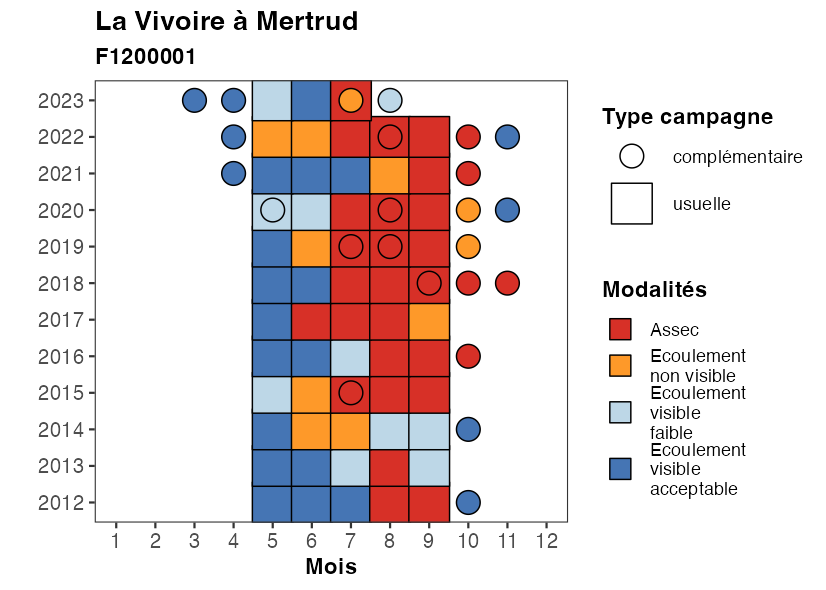 La Vivoire à Mertrud
F1200001
2023
2022
2021
2020
2019
2018
2017
2016
2015
2014
2013
2012
1 2 3 4 5 6 7 8 9 10 11 12
Mois
Type campagne
complémentaire
usuelle
Modalités
Assec
Ecoulement
non visible
Ecoulement
visible
faible
Ecoulement
visible
acceptable